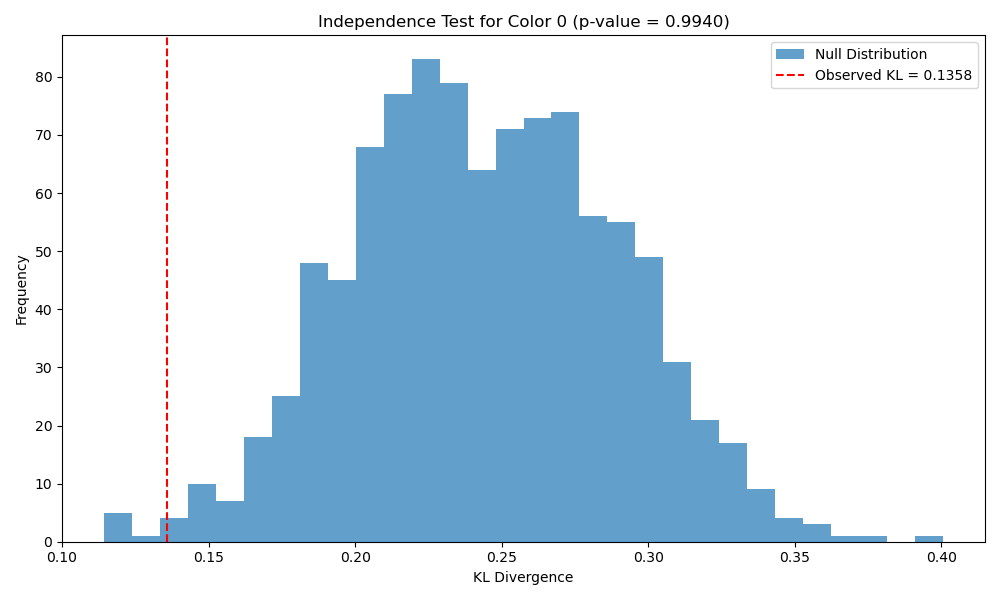 Independence Test for Color 0 (p-value = 0.9940)
Null Distribution
Observed KL = 0.1358
Frequency
80
70
60
50
40
30
20
10
0
0.10 0.15 0.20 0.25 0.30 0.35 0.40
KL Divergence